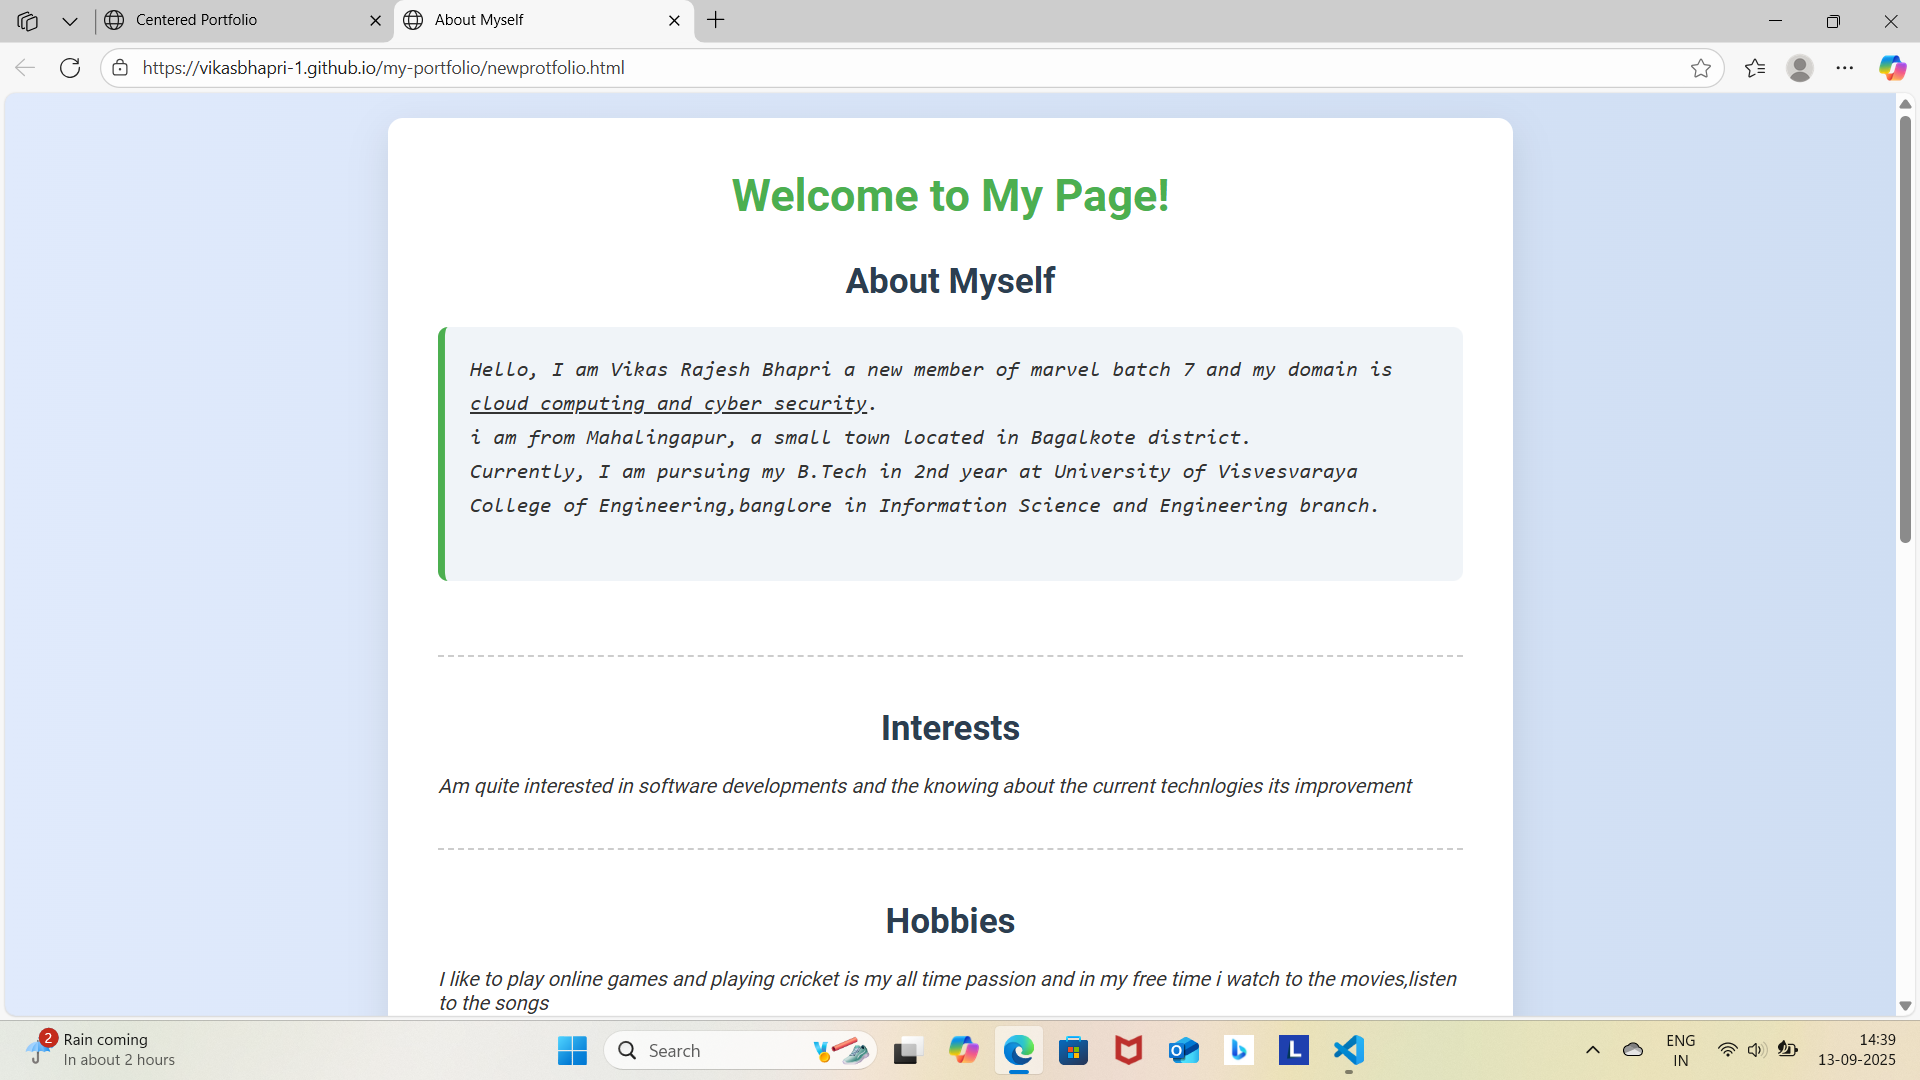 Centered Portfolio
About Myself
https://vikasbhapri-1.github.io/my-portfolio/newprotfolio.html
Welcome to My Page!
About Myself
Hello, I am Vikas Rajesh Bhapri a new member of marvel batch 7 and my domain is
cloud computing and cyber security.
i am from Mahalingapur, a small town located in Bagalkote district.
Currently, I am pursuing my B.Tech in 2nd year at University of Visvesvaraya
College of Engineering,banglore in Information Science and Engineering branch.
Interests
Am quite interested in software developments and the knowing about the current technlogies its improvement
Hobbies
I like to play online games and playing cricket is my all time passion and in my free time i watch to the movies,listen
to the songs
2
Rain coming
In about 2 hours
Search
b
L
ENG
IN
14:39
13-09-2025